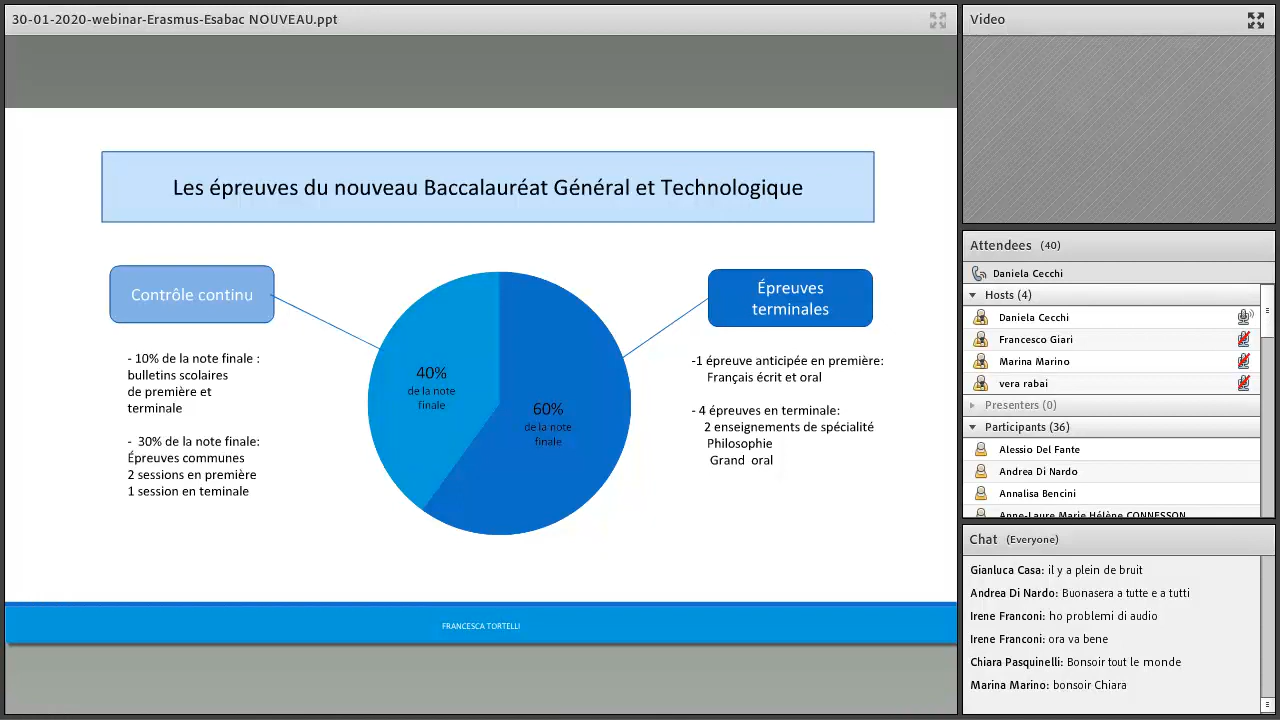 30-01-2020-webinar-Erasmus-Esabac NOUVEAU.ppt
Les épreuves du nouveau Baccalauréat Général et Technologique
Contrôle continu
- 10% de la note finale :
bulletins scolaires
de première et
terminale
- 30% de la note finale:
Épreuves communes
2 sessions en première
1 session en teminale
40%
de la note
finale
60%
de la note
finale
Épreuves
terminales
-1 épreuve anticipée en première:
Français écrit et oral
- 4 épreuves en terminale:
2 enseignements de spécialité
Philosophie
Grand oral
FRANCESCA TORTELLI
Video
Attendees (40)
Daniela Cecchi
Hosts (4)
Daniela Cecchi
Francesco Giari
Marina Marino
vera rabai
Presenters (0)
Participants (36)
Alessio Del Fante
Andrea Di Nardo
Annalisa Bencini
Anne-Laure Marie Hélène CONNESSON
Chat (Everyone)
Gianluca Casa: il y a plein de bruit
Andrea Di Nardo: Buonasera a tutte e a tutti
Irene Franconi: ho problemi di audio
Irene Franconi: ora va bene
Chiara Pasquinelli: Bonsoir tout le monde
Marina Marino: bonsoir Chiara